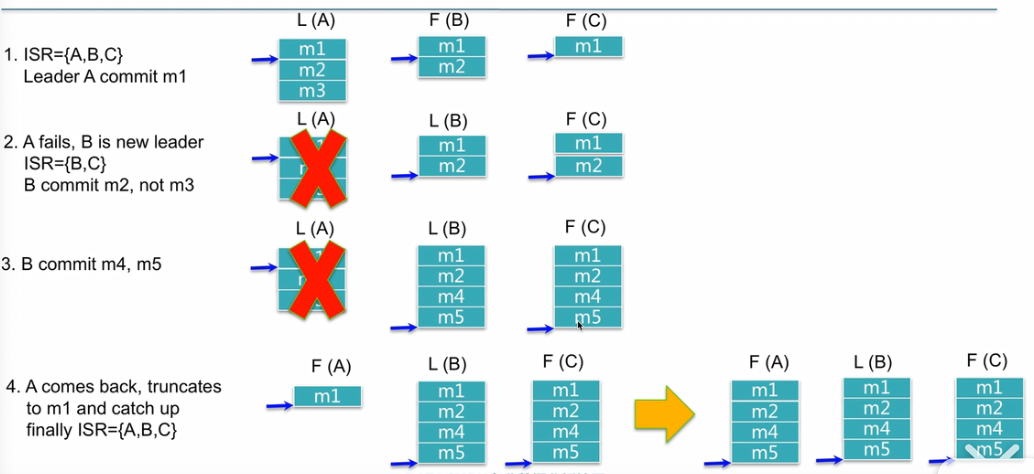 L (A) F (B) F (C)
1. ISR={A,B,C}
Leader A commit m1
m1 m1 m1
m2 m2
m3
L (A) L (B) F (C)
2. A fails, B is new leader
ISR={B,C}
B commit m2, not m3
m1 m1
m2 m2
L (A) L (B) F (C)
3. B commit m4, m5
m1 m1
m2 m2
m4 m4
m5 m5
F (A) L (B) F (C) F (A) L (B) F (C)
4. A comes back, truncates
to m1 and catch up
finally ISR={A,B,C}
m1 m1 m1 m1 m1 m1
m2 m2 m2 m2 m2
m4 m4 m4 m4 m4
m5 m5 m5 m5 m5